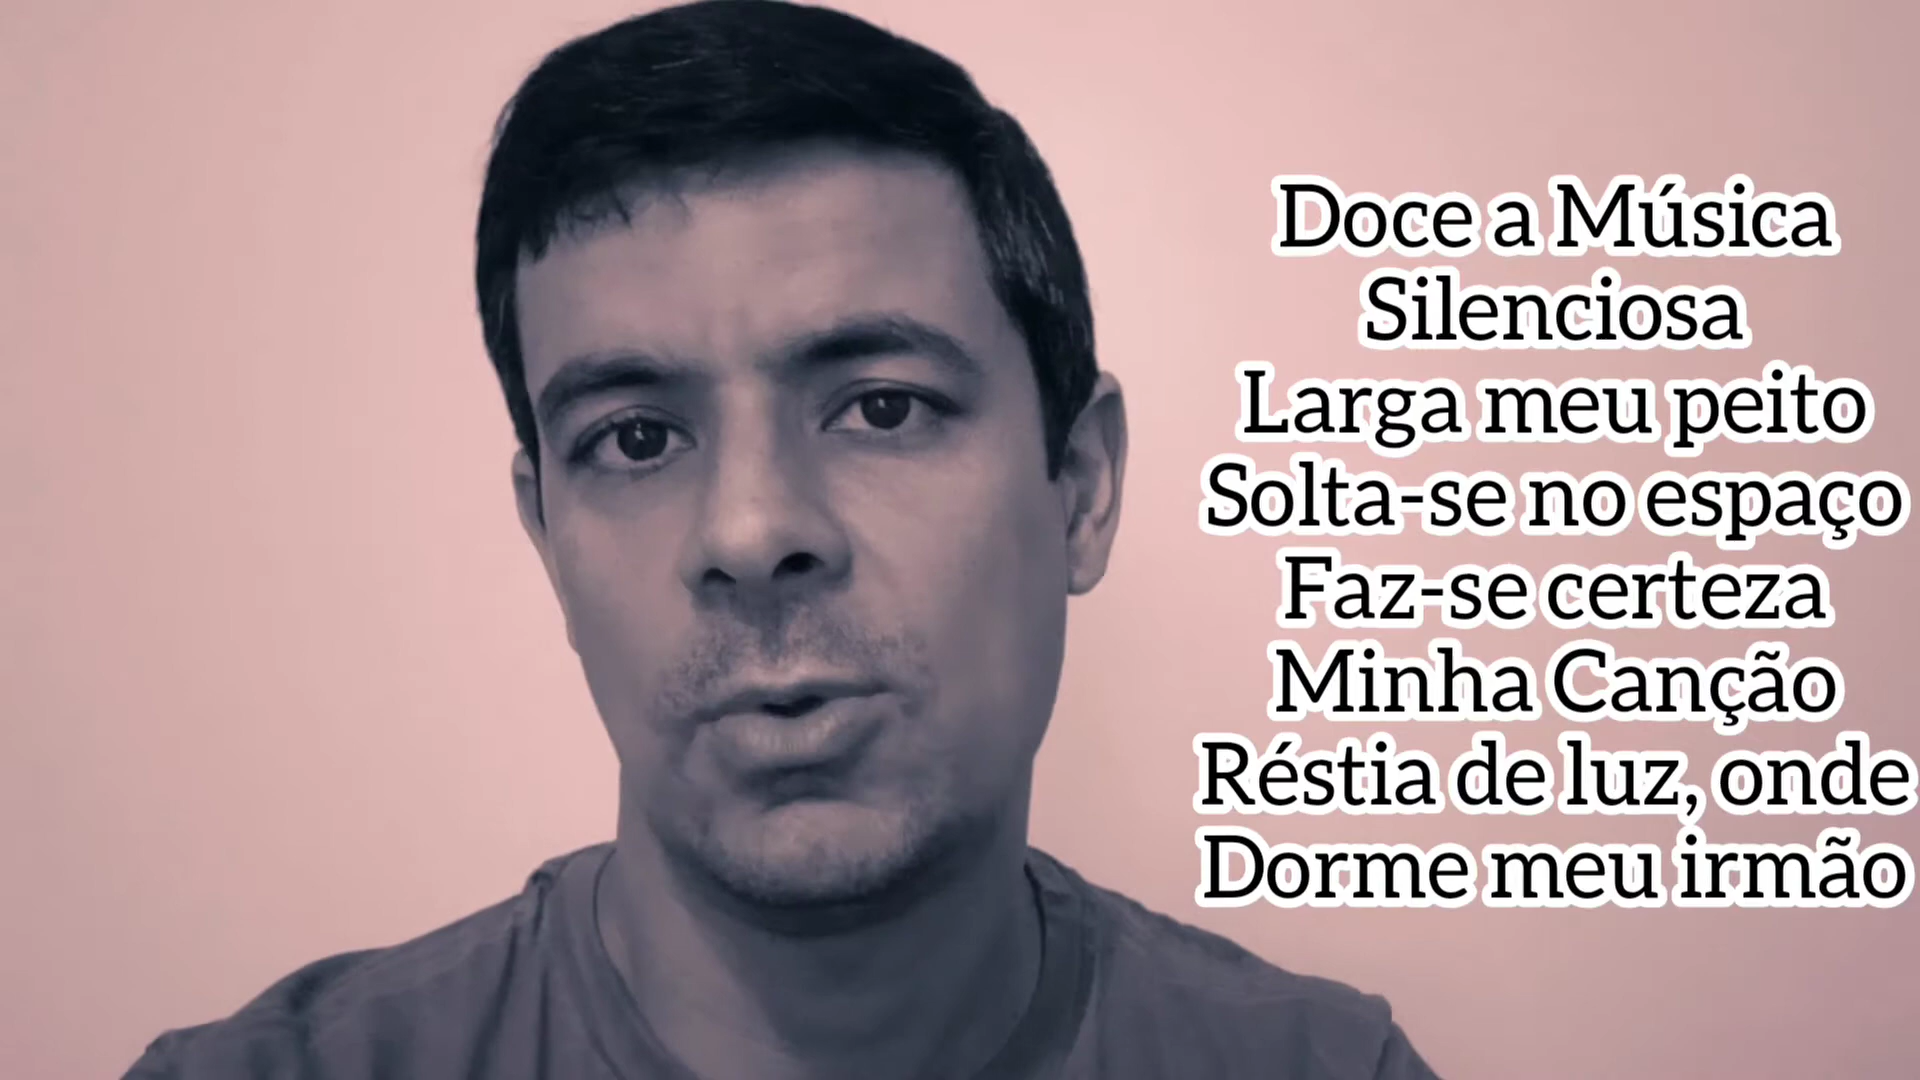 Doce a Música
Silenciosa
Larga meu peito
Solta-se no espaço
Faz-se certeza
Minha Canção
Réstia de luz, onde
Dorme meu irmão